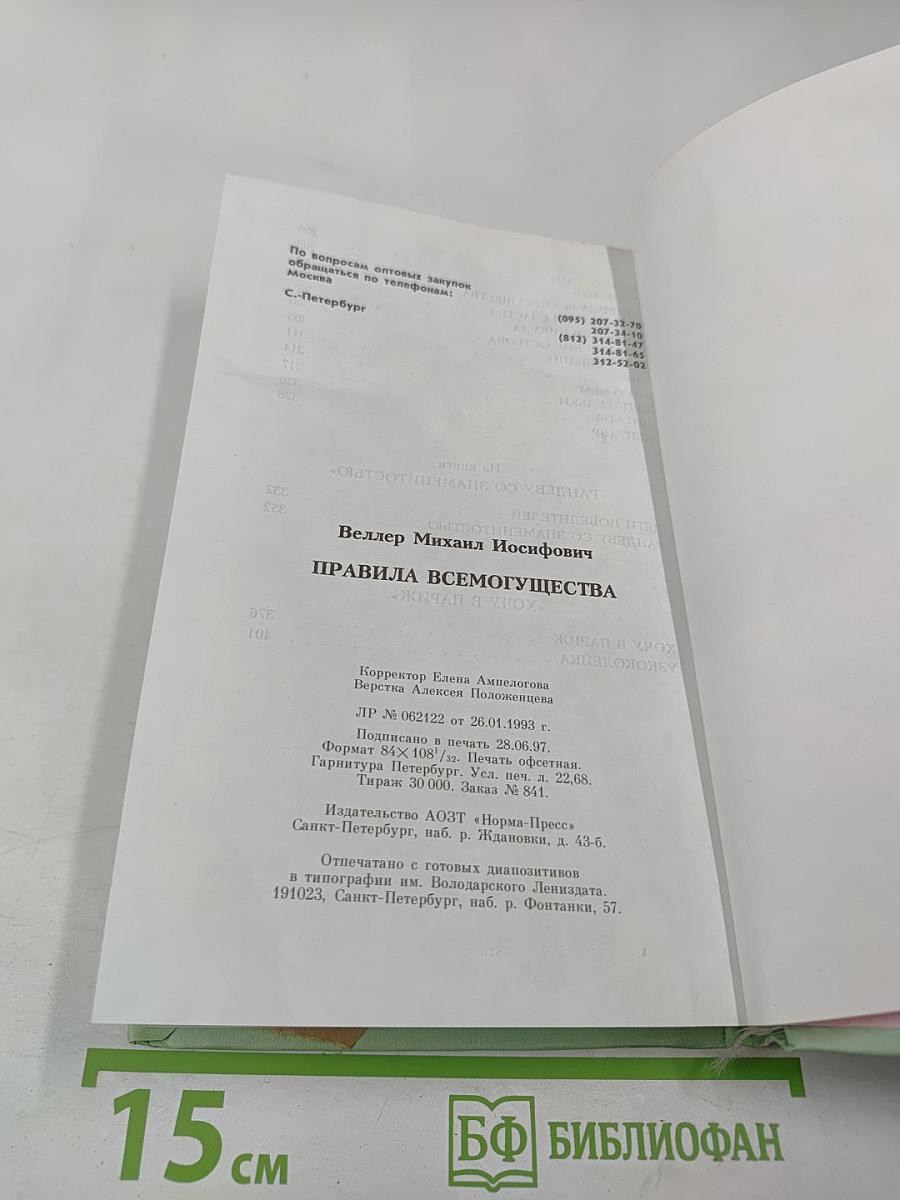 По вопросам оптовых закупок
обращаться по телефонам:
Москва
(095) 207-32-70
207-34-10
С.-Петербург
(812) 314-81-47
314-81-65
312-52-02
Веллер Михаил Иосифович
ПРАВИЛА ВСЕМОГУЩЕСТВА
Корректор Елена Ампелогова
Верстка Алексея Положенцева
ЛР № 062122 от 26.01.1993 г.
Подписано в печать 28.06.97.
Формат 84×108¹/₃₂. Печать офсетная.
Гарнитура Петербург. Усл. печ. л. 22,68.
Тираж 30 000. Заказ № 841.
Издательство АОЗТ «Норма-Пресс»
Санкт-Петербург, наб. р. Ждановки, д. 43-б.
Отпечатано с готовых диапозитивов
в типографии им. Володарского Лениздата.
191023, Санкт-Петербург, наб. р. Фонтанки, 57.
15 см
БФ БИБЛИОФАН